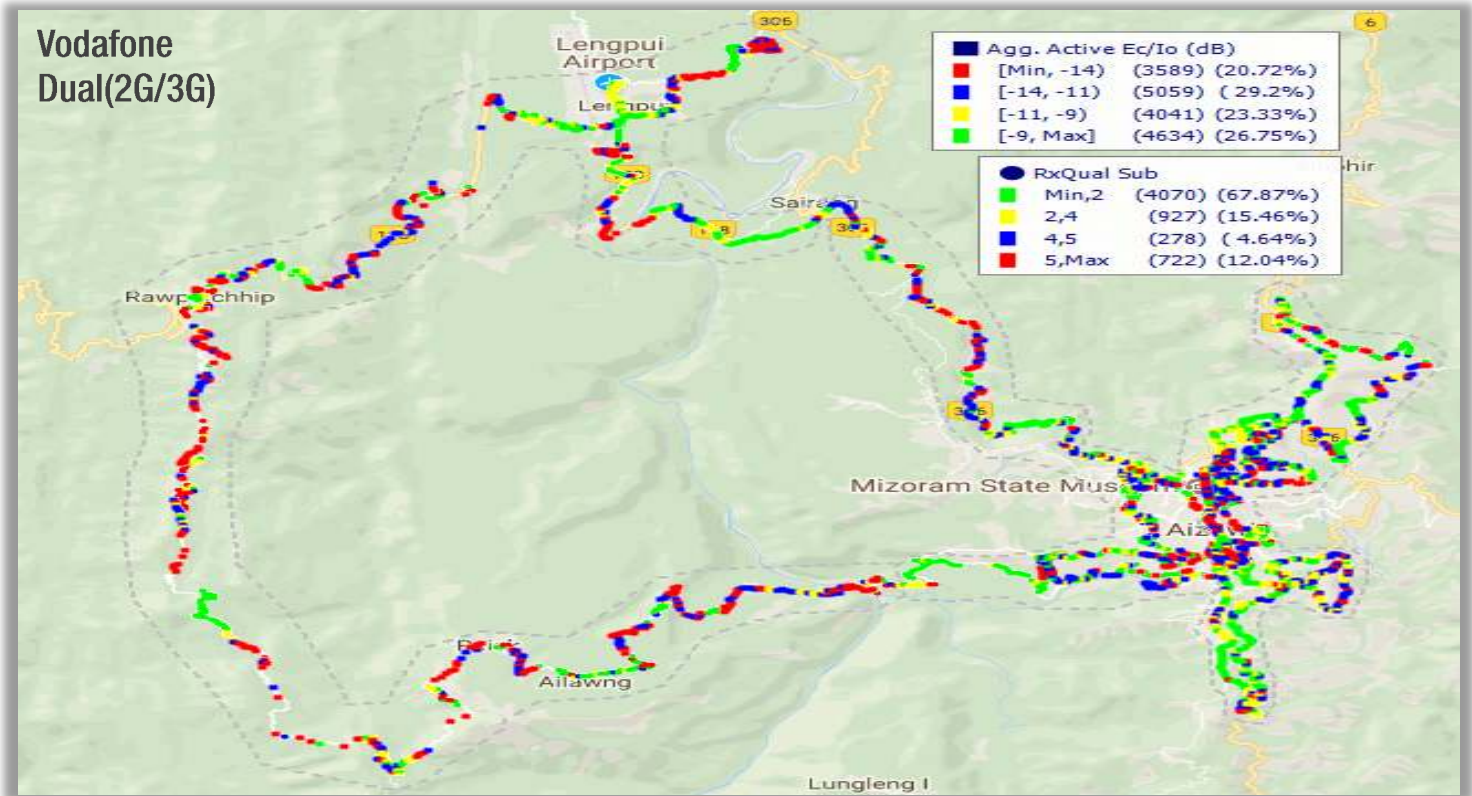 Vodafone
Dual(2G/3G)
Lengpui
Airport
306
6
Agg. Active Ec/Io (dB)
[Min, -14) (3589) (20.72%)
[-14, -11) (5059) ( 29.2%)
[-11, -9) (4041) (23.33%)
[-9, Max] (4634) (26.75%)
RxQual Sub
Min,2 (4070) (67.87%)
2,4 (927) (15.46%)
4,5 (278) ( 4.64%)
5,Max (722) (12.04%)
Mizoram State
Ailawng
Lungleng I